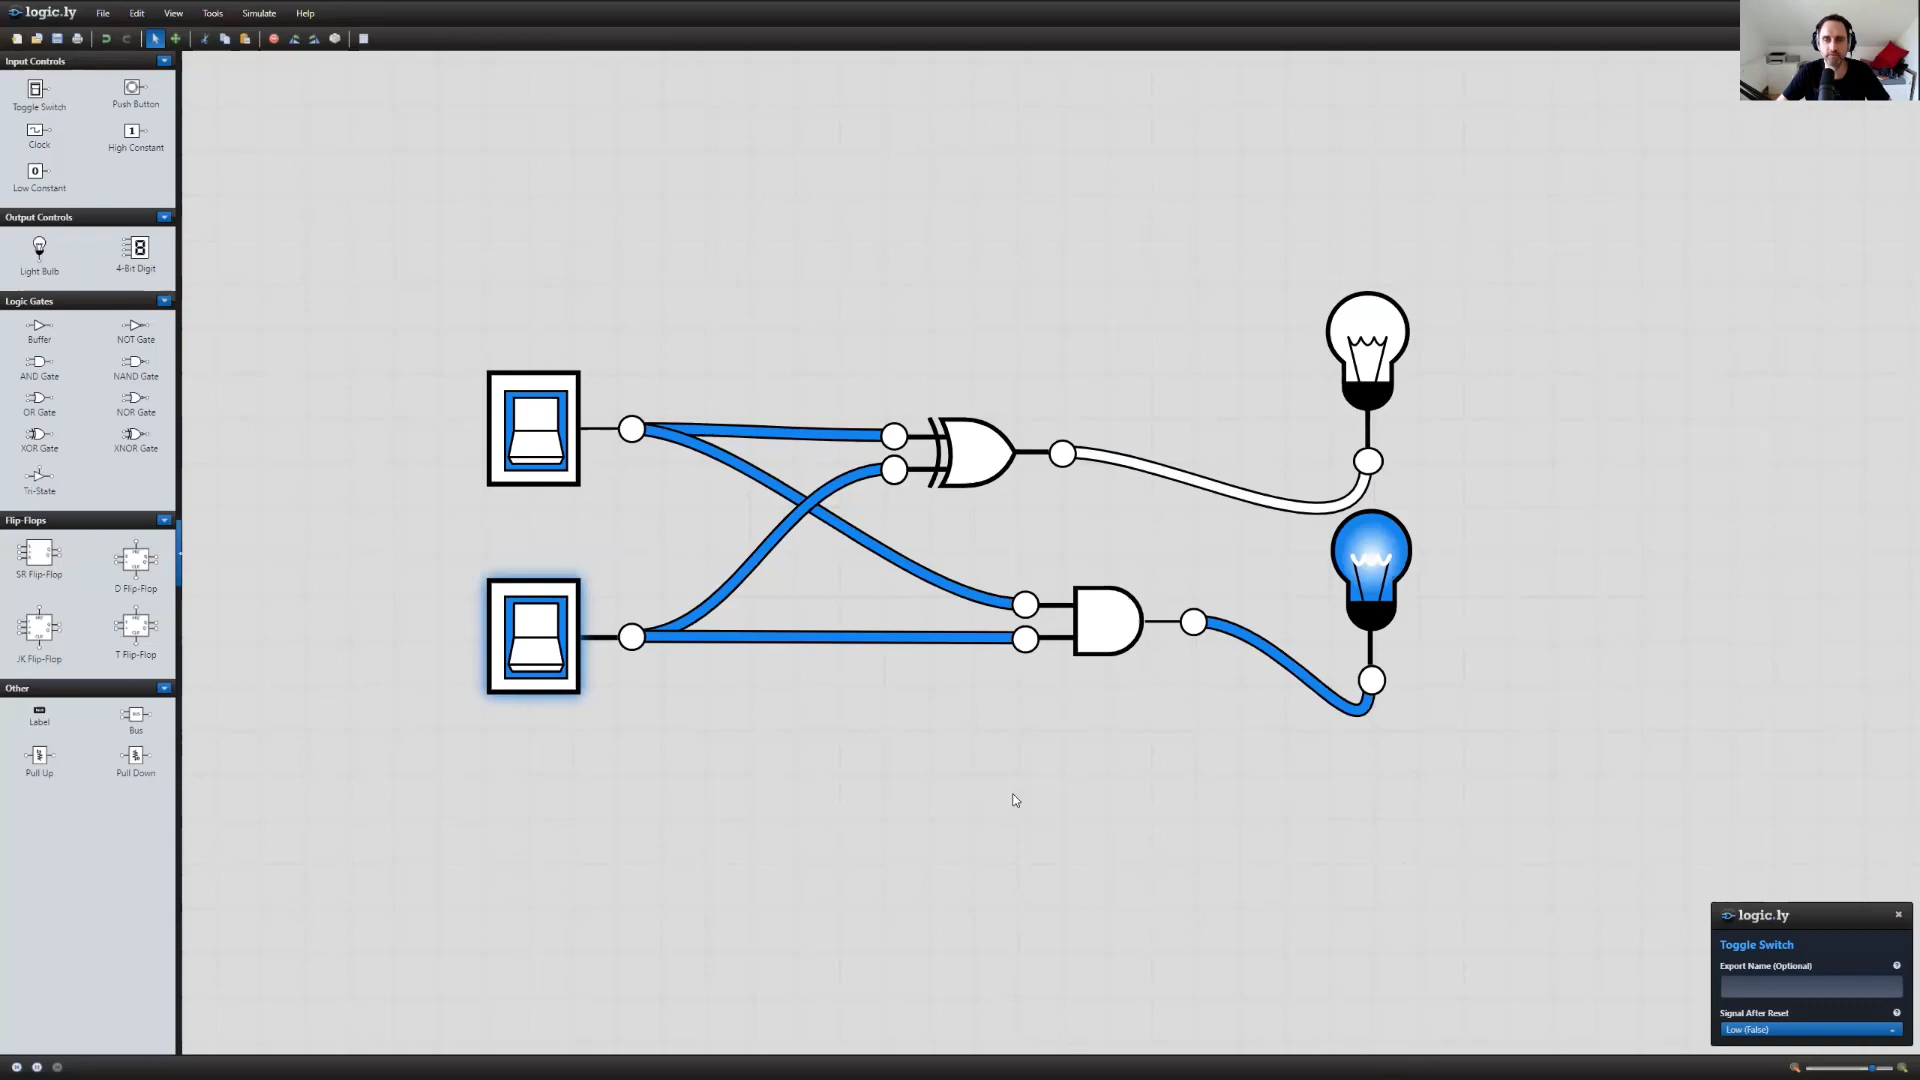 logic.ly File Edit View Tools Simulate Help
Input Controls
Toggle Switch Push Button
Clock 1 High Constant
0 Low Constant
Output Controls
Light Bulb 8 4-Bit Digit
Logic Gates
Buffer NOT Gate
AND Gate NAND Gate
OR Gate NOR Gate
XOR Gate XNOR Gate
Tri-State
Flip-Flops
SR Flip-Flop D Flip-Flop
JK Flip-Flop T Flip-Flop
Other
Label Bus
Pull Up Pull Down
logic.ly
Toggle Switch
Export Name (Optional)
Signal After Reset
Low (False)